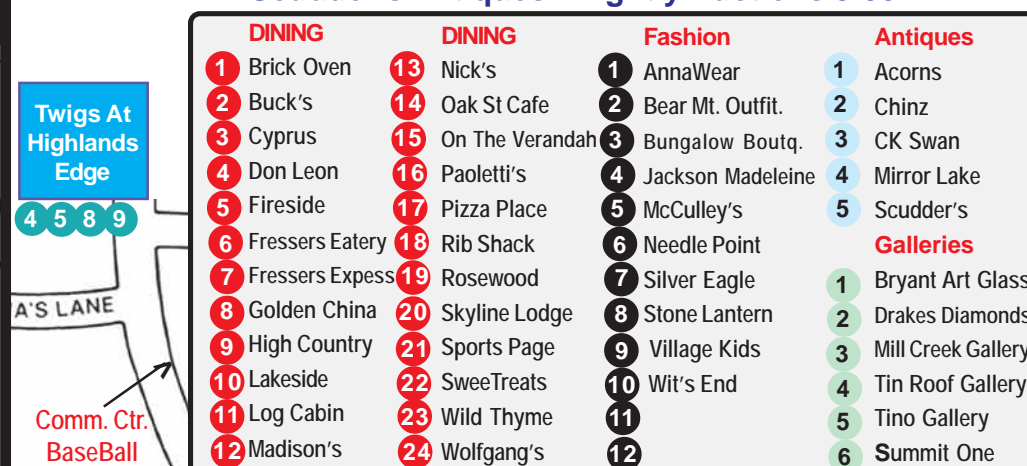 DINING
1 Brick Oven
2 Buck's
3 Cyprus
4 Don Leon
5 Fireside
6 Fressers Eatery
7 Fressers Expess
8 Golden China
9 High Country
10 Lakeside
11 Log Cabin
12 Madison's
DINING
13 Nick's
14 Oak St Cafe
15 On The Verandah
16 Paoletti's
17 Pizza Place
18 Rib Shack
19 Rosewood
20 Skyline Lodge
21 Sports Page
22 SweeTreats
23 Wild Thyme
24 Wolfgang's
Fashion
1 AnnaWear
2 Bear Mt. Outfit.
3 Bungalow Boutq.
4 Jackson Madeleine
5 McCulley's
6 Needle Point
7 Silver Eagle
8 Stone Lantern
9 Village Kids
10 Wit's End
11
12
Antiques
1 Acorns
2 Chinz
3 CK Swan
4 Mirror Lake
5 Scudder's
Galleries
1 Bryant Art Glass
2 Drakes Diamonds
3 Mill Creek Gallery
4 Tin Roof Gallery
5 Tino Gallery
6 Summit One
Twigs At
Highlands
Edge
4 5 8 9
A'S LANE
Comm. Ctr.
BaseBall